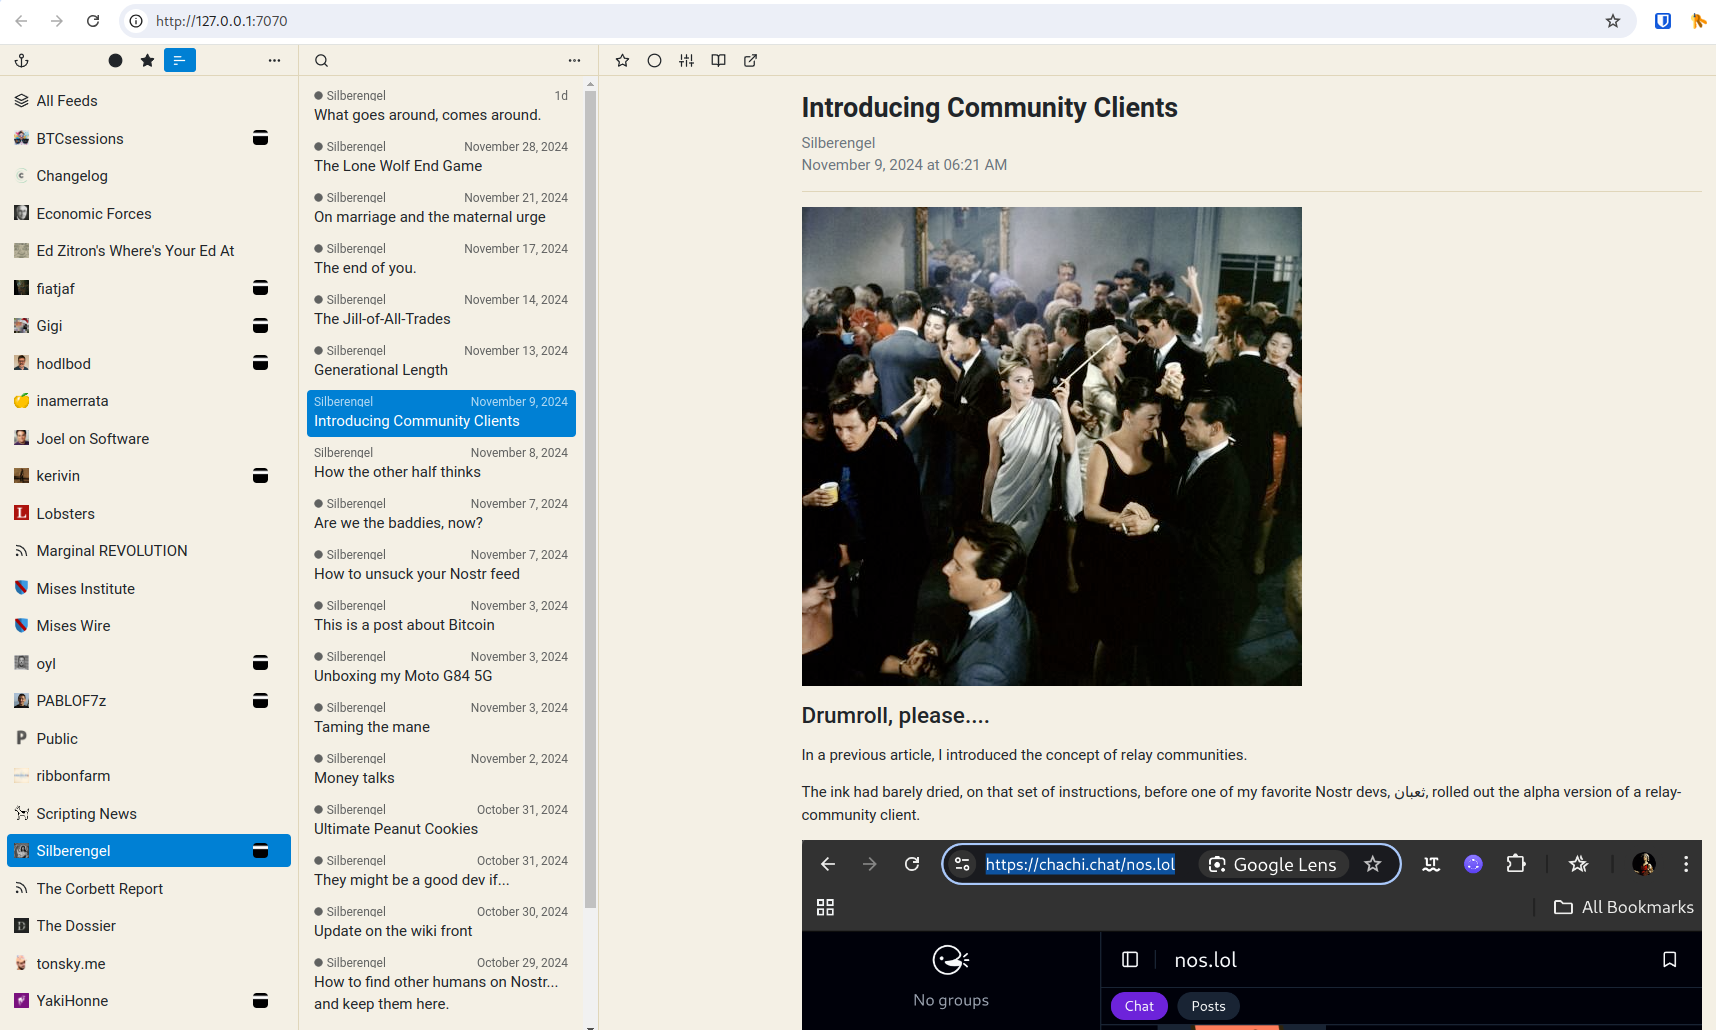 http://127.0.0.1:7070
All Feeds
BTCsessions
Changelog
Economic Forces
Ed Zitron's Where's Your Ed At
fiatjaf
Gigi
hodlbod
inamerrata
Joel on Software
kerivin
Lobsters
Marginal REVOLUTION
Mises Institute
Mises Wire
oyl
PABLOF7z
Public
ribbonfarm
Scripting News
Silberengel
The Corbett Report
The Dossier
tonsky.me
YakiHonne
Silberengel 1d
What goes around, comes around.
Silberengel November 28, 2024
The Lone Wolf End Game
Silberengel November 21, 2024
On marriage and the maternal urge
Silberengel November 17, 2024
The end of you.
Silberengel November 14, 2024
The Jill-of-All-Trades
Silberengel November 13, 2024
Generational Length
Silberengel November 9, 2024
Introducing Community Clients
Silberengel November 8, 2024
How the other half thinks
Silberengel November 7, 2024
Are we the baddies, now?
Silberengel November 7, 2024
How to unsuck your Nostr feed
Silberengel November 3, 2024
This is a post about Bitcoin
Silberengel November 3, 2024
Unboxing my Moto G84 5G
Silberengel November 3, 2024
Taming the mane
Silberengel November 2, 2024
Money talks
Silberengel October 31, 2024
Ultimate Peanut Cookies
Silberengel October 31, 2024
They might be a good dev if...
Silberengel October 30, 2024
Update on the wiki front
Silberengel October 29, 2024
How to find other humans on Nostr...
and keep them here.
Introducing Community Clients
Silberengel
November 9, 2024 at 06:21 AM
Drumroll, please....
In a previous article, I introduced the concept of relay communities.
The ink had barely dried, on that set of instructions, before one of my favorite Nostr devs, ثعبان, rolled out the alpha version of a relay-
community client.
https://chachi.chat/nos.lol Google Lens
All Bookmarks
nos.lol
No groups
Chat Posts